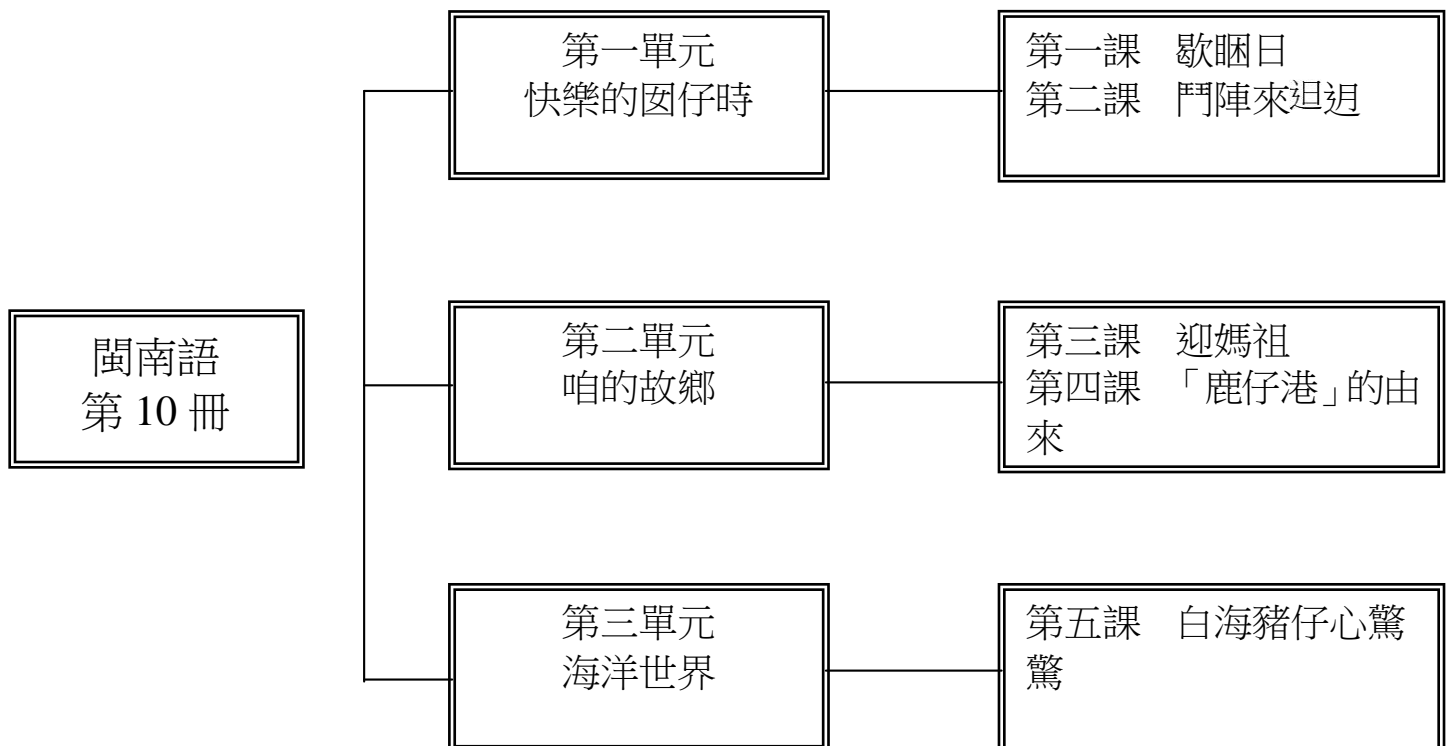 閩南語
第 10 冊
第一單元
快樂的囡仔時
第一課　歇睏日
第二課　鬥陣來𨑨迌
第二單元
咱的故鄉
第三課　迎媽祖
第四課　「鹿仔港」的由
來
第三單元
海洋世界
第五課　白海豬仔心驚
驚